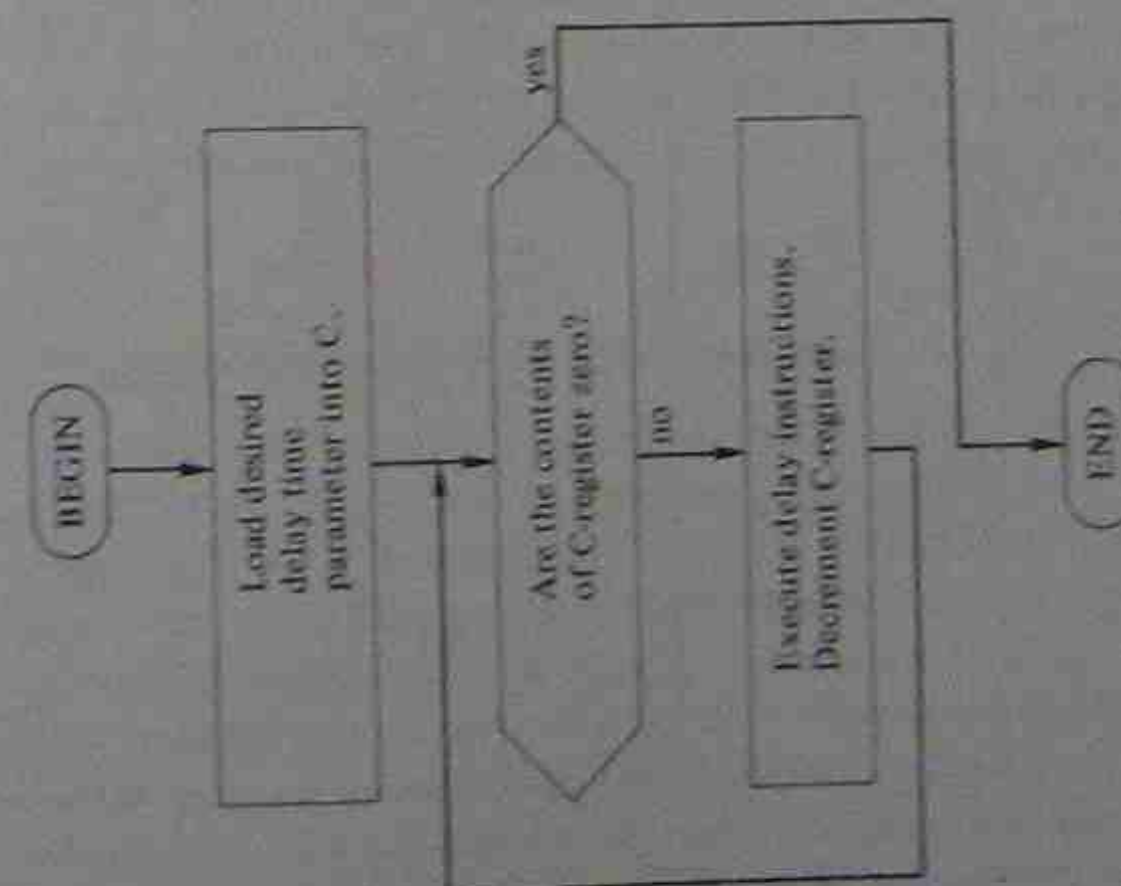 BEGIN
Load desired
delay time
parameter into C.
Are the contents
of C-register zero?
yes
no
Execute delay instructions.
Decrement C-register.
END